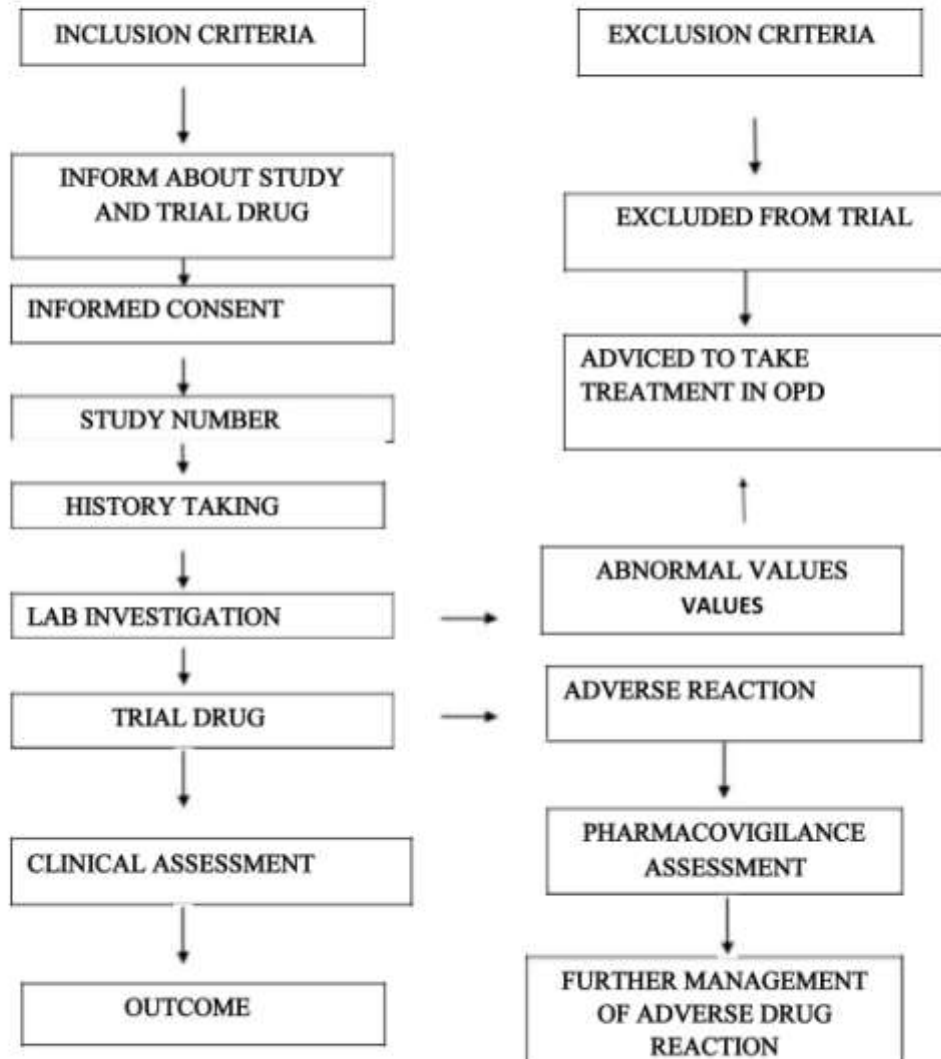 INCLUSION CRITERIA
INFORM ABOUT STUDY
AND TRIAL DRUG
INFORMED CONSENT
STUDY NUMBER
HISTORY TAKING
LAB INVESTIGATION
TRIAL DRUG
CLINICAL ASSESSMENT
OUTCOME
EXCLUSION CRITERIA
EXCLUDED FROM TRIAL
ADVICED TO TAKE
TREATMENT IN OPD
ABNORMAL VALUES
VALUES
ADVERSE REACTION
PHARMACOVIGILANCE
ASSESSMENT
FURTHER MANAGEMENT
OF ADVERSE DRUG
REACTION